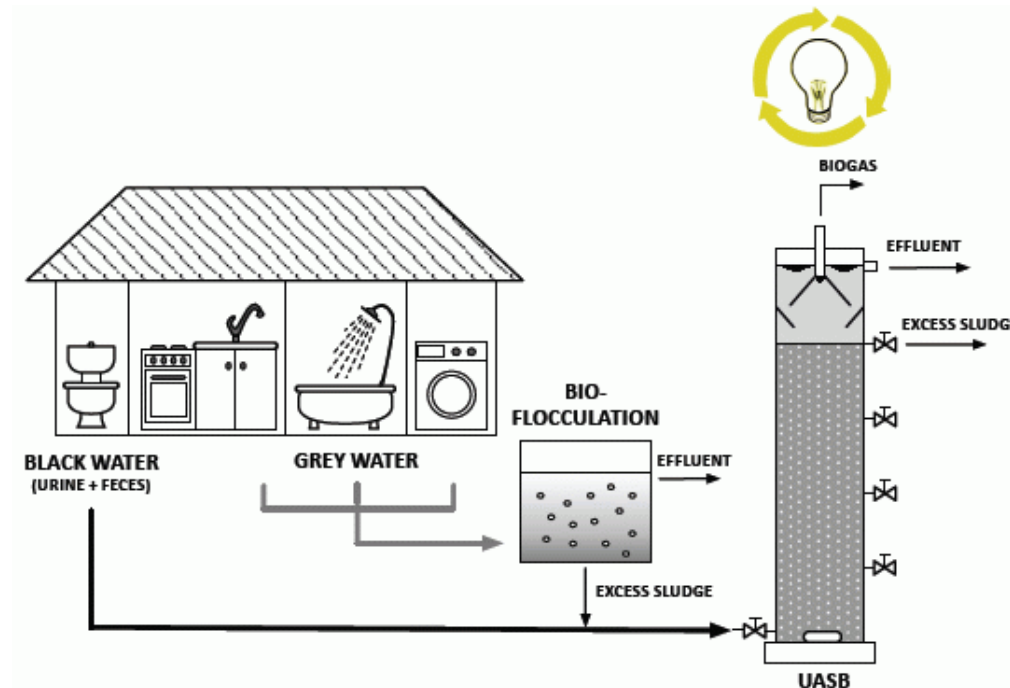 BIOGAS
EFFLUENT
EXCESS SLUDG
BIO-
FLOCCULATION
EFFLUENT
BLACK WATER
(URINE + FECES)
GREY WATER
EXCESS SLUDGE
UASB